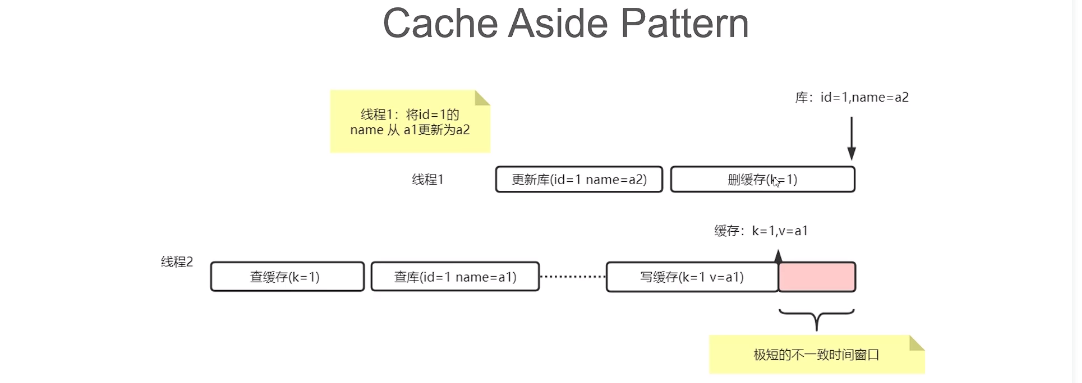 Cache Aside Pattern
库：id=1,name=a2
线程1：将id=1的
name 从 a1更新为a2
线程1
更新库(id=1 name=a2)
删缓存(k=1)
缓存：k=1,v=a1
线程2
查缓存(k=1)
查库(id=1 name=a1)
写缓存(k=1 v=a1)
极短的不一致时间窗口